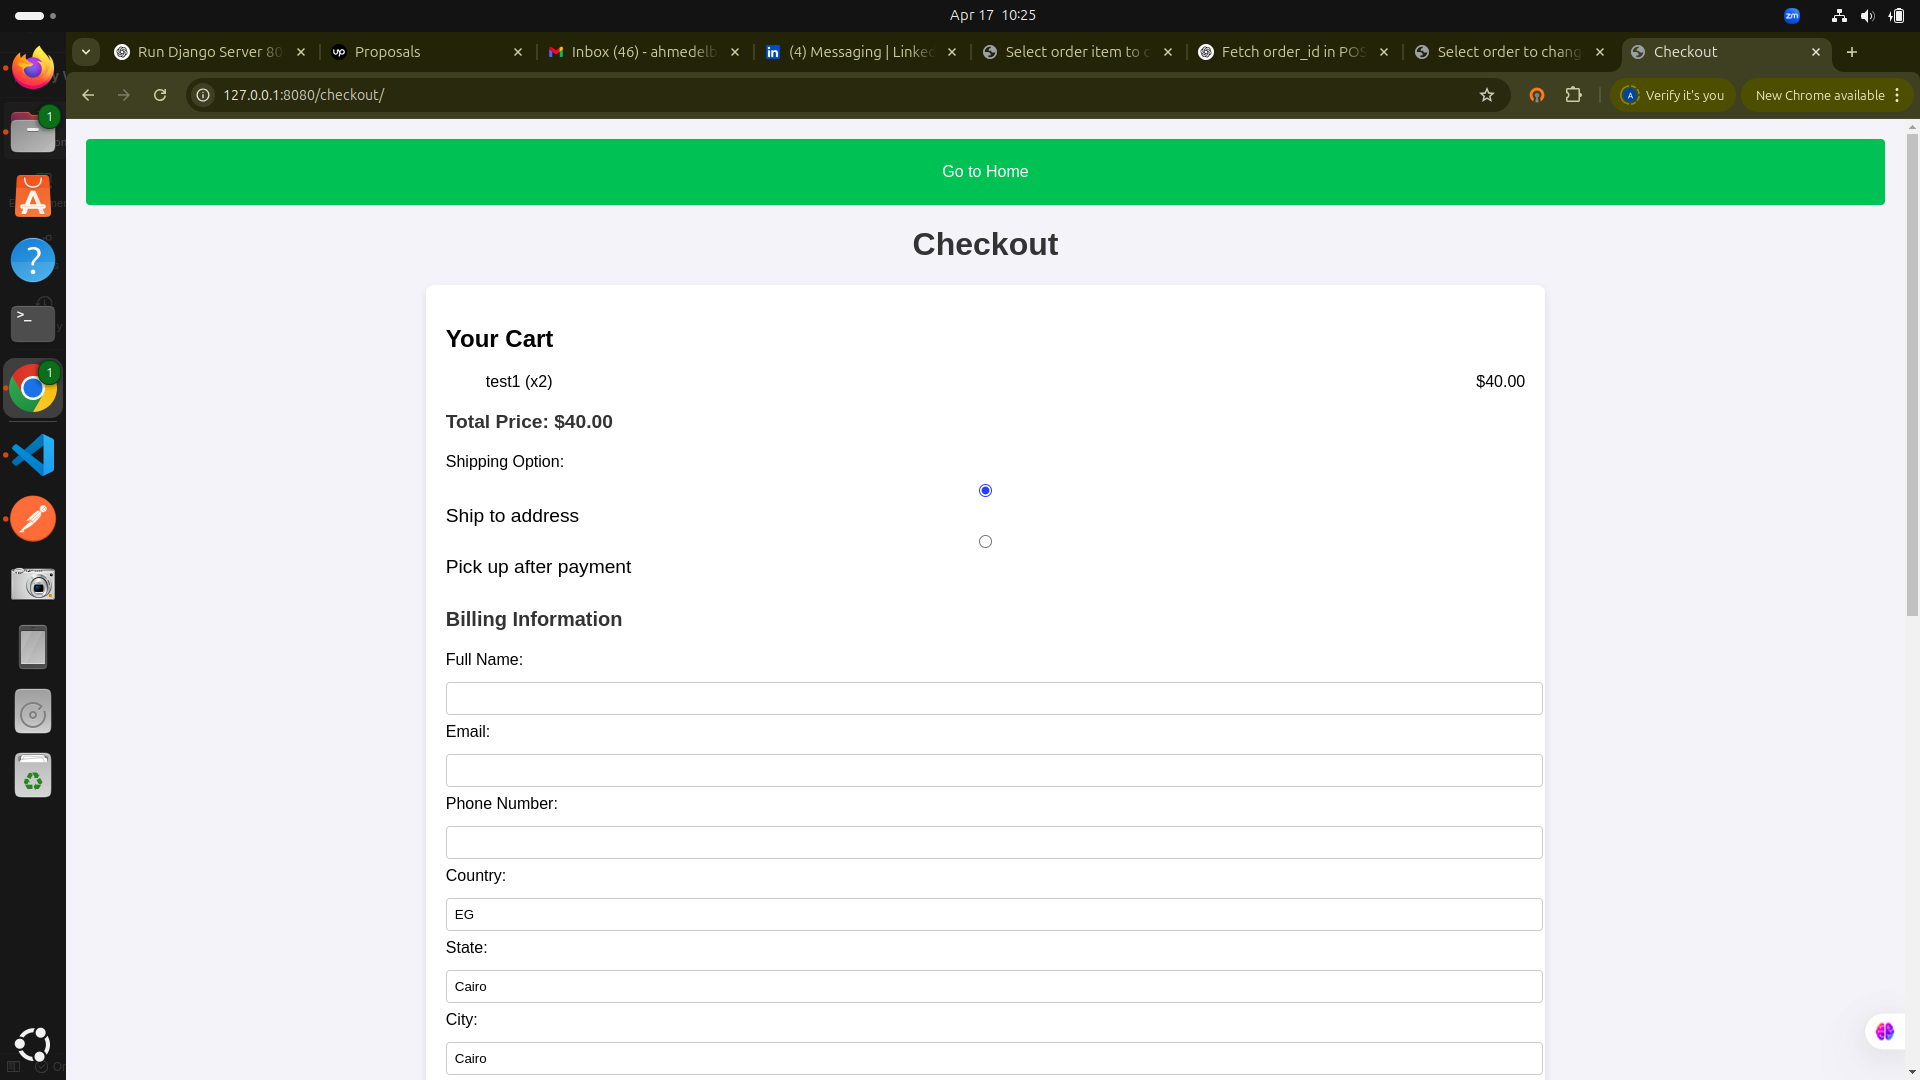 Apr 17 10:25
zm
Run Django Server 80
Proposals
Inbox (46) - ahmedelb
(4) Messaging | Linke
Select order item to c
Fetch order_id in POS
Select order to chang
Checkout
127.0.0.1:8080/checkout/
A
Verify it's you
New Chrome available
1
1
Go to Home
Checkout
Your Cart
test1 (x2) $40.00
Total Price: $40.00
Shipping Option:
Ship to address
Pick up after payment
Billing Information
Full Name:
Email:
Phone Number:
Country:
EG
State:
Cairo
City:
Cairo